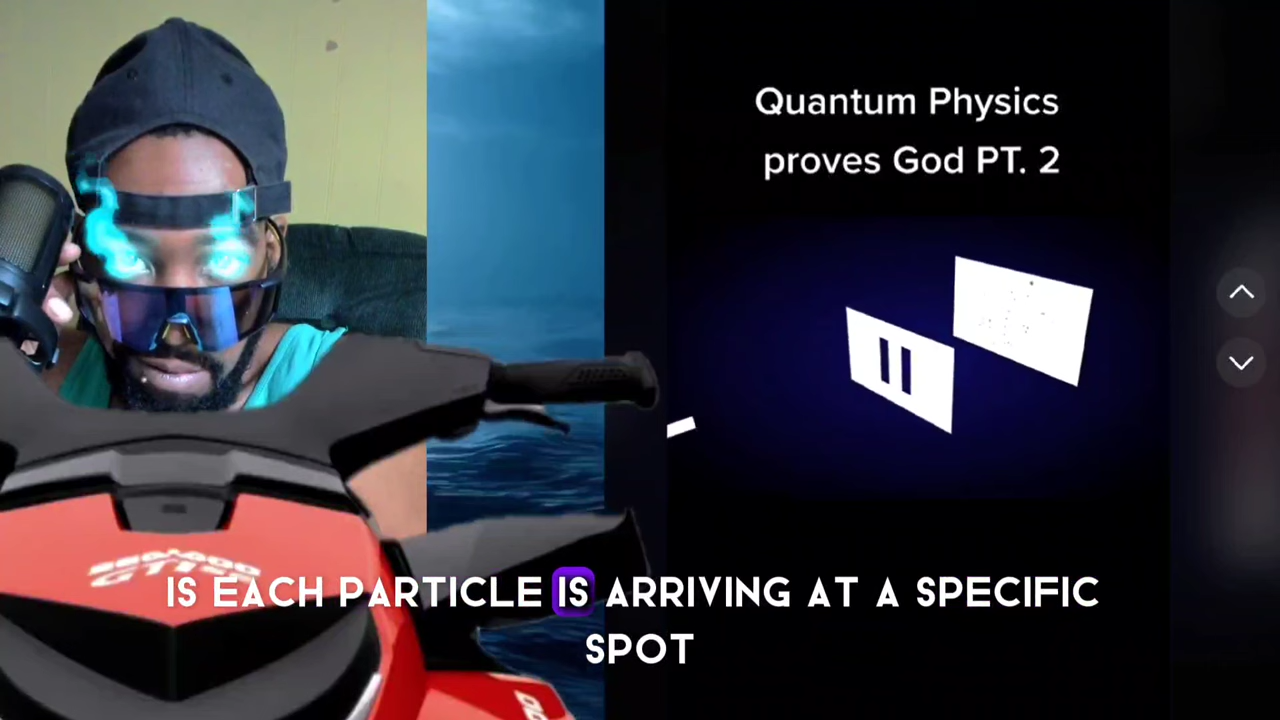 Quantum Physics
proves God PT. 2
IS EACH PARTICLE IS ARRIVING AT A SPECIFIC
SPOT